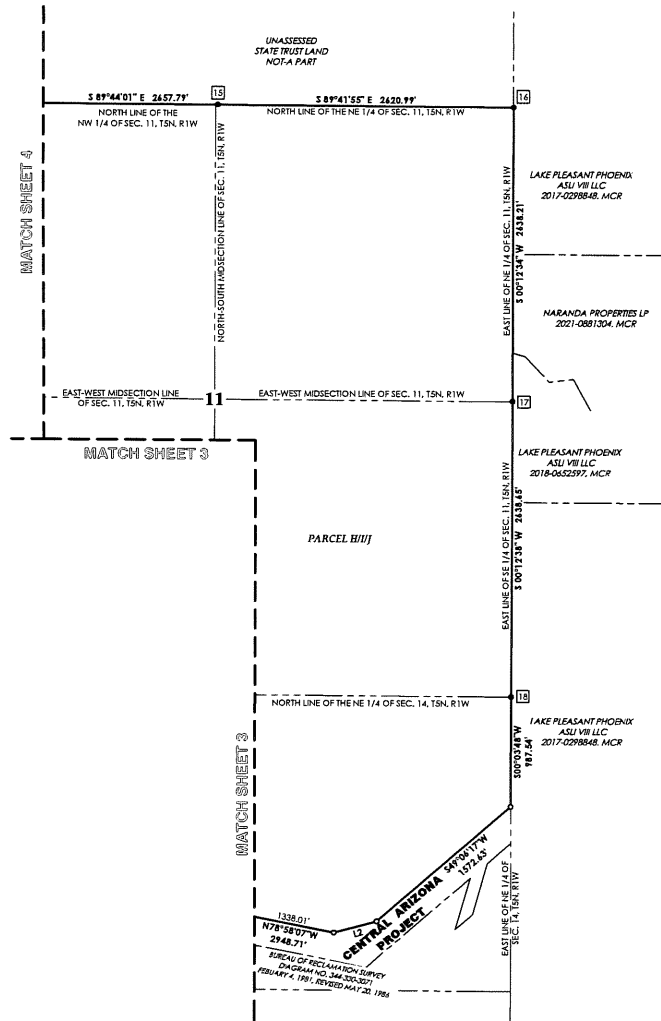 UNASSESSED
STATE TRUST LAND
NOT-A PART
S 89°44'01" E 2657.79'
15
S 89°41'55" E 2620.99'
16
NORTH LINE OF THE
NW 1/4 OF SEC. 11, T5N, R1W
NORTH LINE OF THE NE 1/4 OF SEC. 11, T5N, R1W
MATCH SHEET 4
NORTH-SOUTH MIDSECTION LINE OF SEC. 11, T5N, R1W
EAST LINE OF NE 1/4 OF SEC. 11, T5N, R1W
S 00°12'34" W 2638.21'
LAKE PLEASANT PHOENIX
ASLI VIII LLC
2017-0298848, MCR
NARANDA PROPERTIES LP
2021-0881304, MCR
EAST-WEST MIDSECTION LINE
OF SEC. 11, T5N, R1W
11
EAST-WEST MIDSECTION LINE OF SEC. 11, T5N, R1W
17
MATCH SHEET 3
LAKE PLEASANT PHOENIX
ASLI VIII LLC
2018-0652597, MCR
EAST LINE OF SE 1/4 OF SEC. 11, T5N, R1W
S 00°12'38" W 2638.65'
PARCEL H/I/J
18
NORTH LINE OF THE NE 1/4 OF SEC. 14, T5N, R1W
LAKE PLEASANT PHOENIX
ASLI VIII LLC
2017-0298848, MCR
S00°03'48"W
987.54'
MATCH SHEET 3
S49°06'17"W
1572.63'
CENTRAL ARIZONA
PROJECT
EAST LINE OF NE 1/4 OF
SEC. 14, T5N, R1W
1338.01'
L2
N78°58'07"W
2948.71'
BUREAU OF RECLAMATION SURVEY
DIAGRAM NO. 344-330-3071
FEBUARY 4, 1981, REVISED MAY 20, 1986